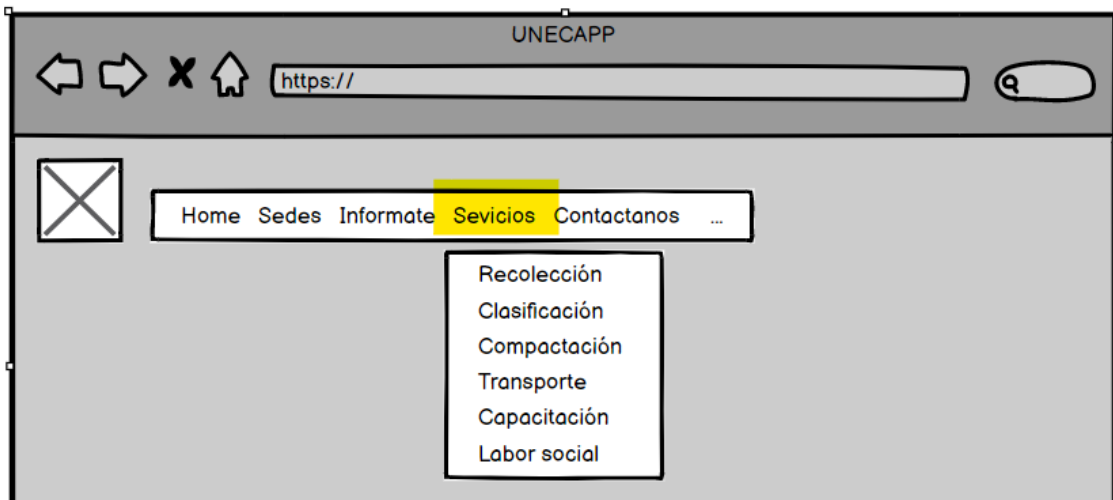 UNECAPP
https://
Home Sedes Informate Sevicios Contactanos ...
Recolección
Clasificación
Compactación
Transporte
Capacitación
Labor social